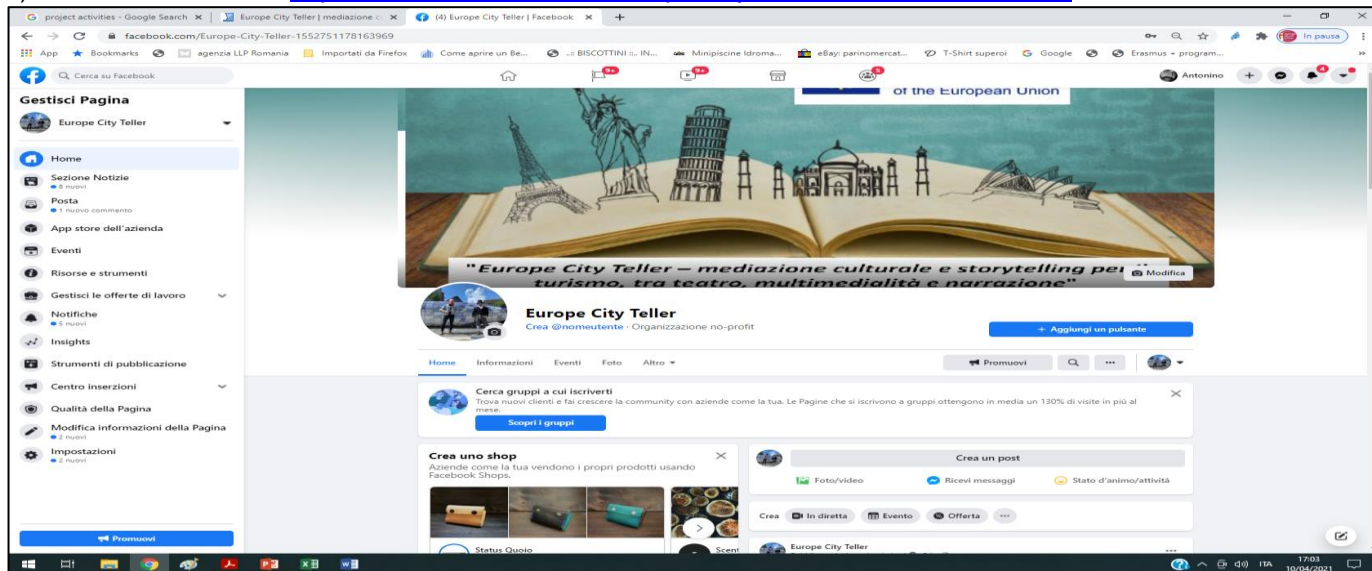 project activities - Google Search
Europe City Teller | mediazione c
(4) Europe City Teller | Facebook
facebook.com/Europe-City-Teller-1552751178163969
In pausa
App
Bookmarks
agenzia LLP Romania
Importati da Firefox
Come aprire un Be...
..:: BISCOTTINI ::.. IN...
Minipiscine Idroma...
eBay: parinomercat...
T-Shirt superoi
Google
Erasmus + program...
Cerca su Facebook
9+
9+
5
Antonino
4
Gestisci Pagina
Europe City Teller
Home
Sezione Notizie
8 nuovi
Posta
1 nuovo commento
App store dell'azienda
Eventi
Risorse e strumenti
Gestisci le offerte di lavoro
Notifiche
5 nuovi
Insights
Strumenti di pubblicazione
Centro inserzioni
Qualità della Pagina
Modifica informazioni della Pagina
2 nuovi
Impostazioni
2 nuovi
Promuovi
of the European Union
"Europe City Teller – mediazione culturale e storytelling per
turismo, tra teatro, multimedialità e narrazione"
Modifica
Europe City Teller
Crea @nomeutente · Organizzazione no-profit
+ Aggiungi un pulsante
Home Informazioni Eventi Foto Altro
Promuovi
Cerca gruppi a cui iscriverti
Trova nuovi clienti e fai crescere la community con aziende come la tua. Le Pagine che si iscrivono a gruppi ottengono in media un 130% di visite in più al
mese.
Scopri i gruppi
Crea uno shop
Aziende come la tua vendono i propri prodotti usando
Facebook Shops.
Status Quoio
Scent
Crea un post
Foto/video
Ricevi messaggi
Stato d'animo/attività
Crea In diretta Evento Offerta
Europe City Teller
ITA
17:03
10/04/2021